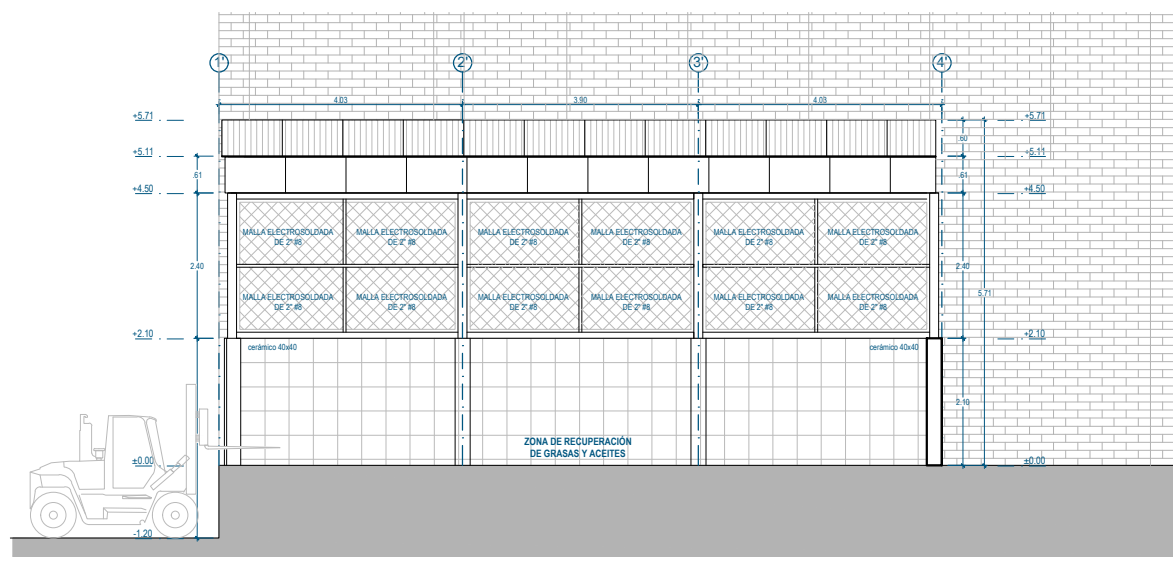 1' 2' 3' 4'
4.03 3.90 4.03
+5.71 +5.71
.60
+5.11 +5.11
.61 .61
+4.50 +4.50
MALLA ELECTROSOLDADA MALLA ELECTROSOLDADA MALLA ELECTROSOLDADA MALLA ELECTROSOLDADA MALLA ELECTROSOLDADA MALLA ELECTROSOLDADA
DE 2" #8 DE 2" #8 DE 2" #8 DE 2" #8 DE 2" #8 DE 2" #8
2.40 2.40
5.71
MALLA ELECTROSOLDADA MALLA ELECTROSOLDADA MALLA ELECTROSOLDADA MALLA ELECTROSOLDADA MALLA ELECTROSOLDADA MALLA ELECTROSOLDADA
DE 2" #8 DE 2" #8 DE 2" #8 DE 2" #8 DE 2" #8 DE 2" #8
+2.10 +2.10
cerámico 40x40 cerámico 40x40
2.10
ZONA DE RECUPERACIÓN
DE GRASAS Y ACEITES
±0.00 ±0.00
-1.20